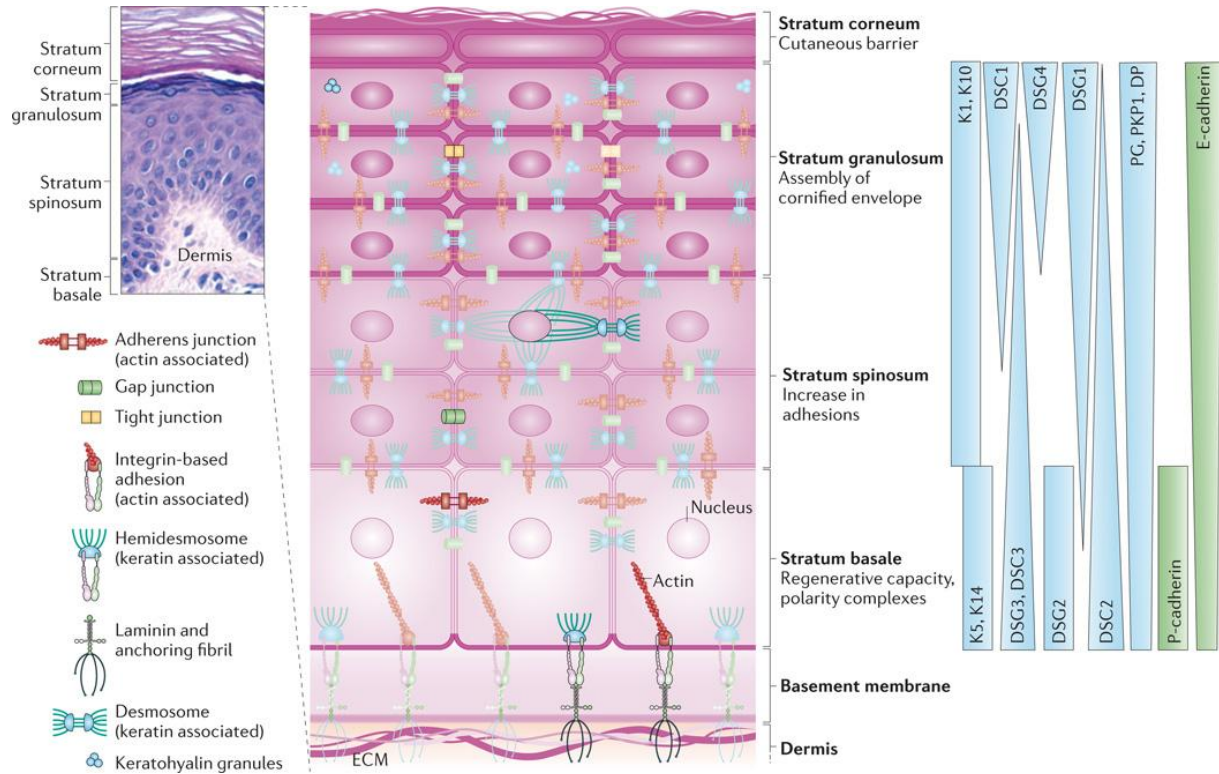 Stratum
corneum
Stratum
granulosum
Stratum
spinosum
Dermis
Stratum
basale
Adherens junction
(actin associated)
Gap junction
Tight junction
Integrin-based
adhesion
(actin associated)
Hemidesmosome
(keratin associated)
Laminin and
anchoring fibril
Desmosome
(keratin associated)
Keratohyalin granules
Nucleus
Actin
ECM
Stratum corneum
Cutaneous barrier
Stratum granulosum
Assembly of
cornified envelope
Stratum spinosum
Increase in
adhesions
Stratum basale
Regenerative capacity,
polarity complexes
Basement membrane
Dermis
K1, K10
DSC1
DSG4
DSG1
PG, PKP1, DP
E-cadherin
K5, K14
DSG3, DSC3
DSG2
DSC2
P-cadherin